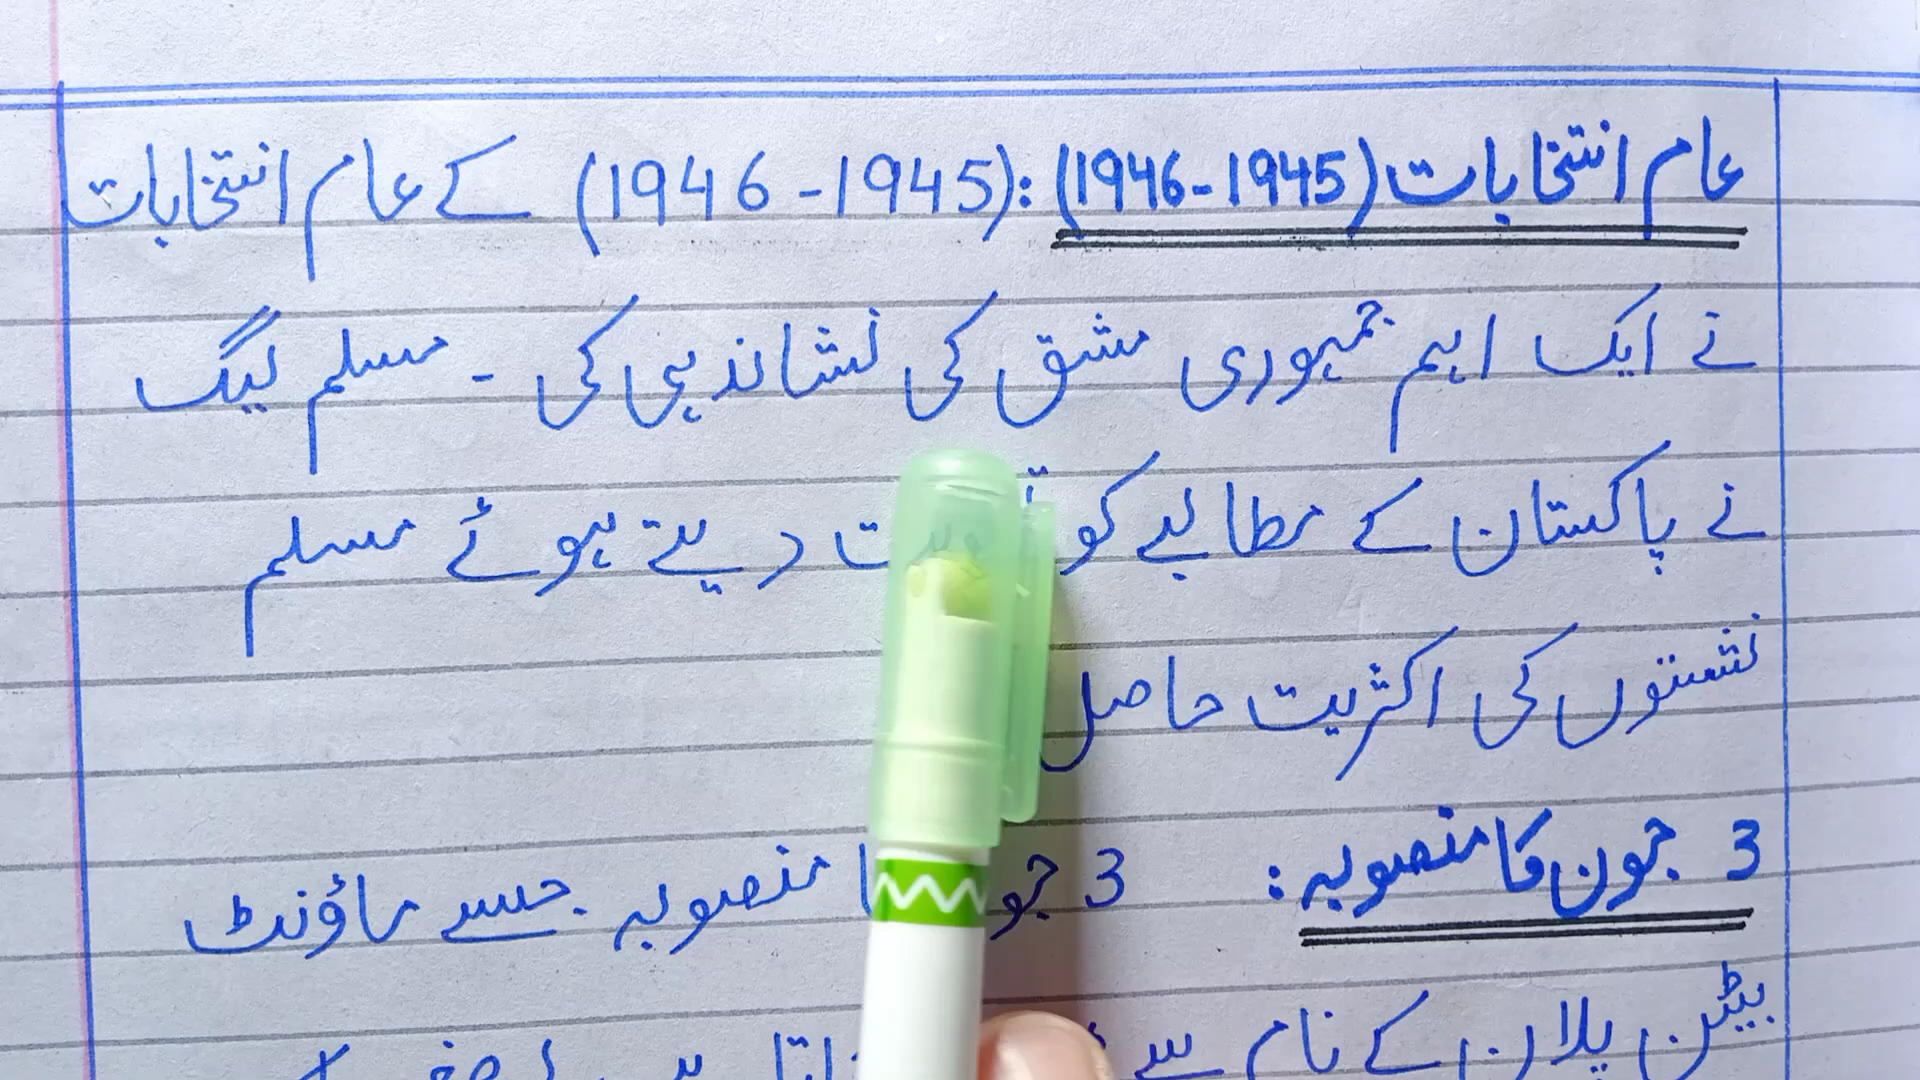 عام انتخابات (1945-1946): (1945-1946) کے عام انتخابات
نے ایک اہم جمہوری مشق کی نشاندہی کی ۔ مسلم لیگ
نے پاکستان کے مطالبے کو دیتے ہوئے مسلم
نشستوں کی اکثریت حاصل
3 جون کا منصوبہ: 3 منصوبہ جسے ماؤنٹ
بیٹن پلان کے نام سے